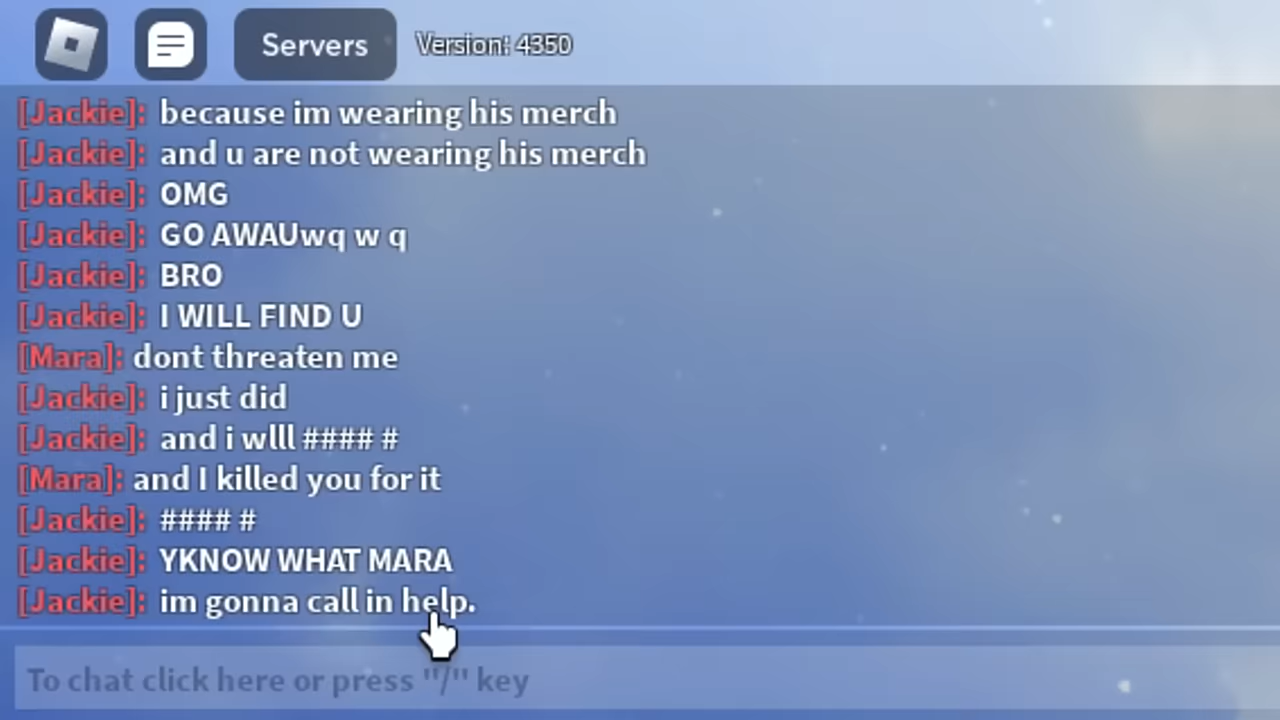 Servers Version: 4350
[Jackie]: because im wearing his merch
[Jackie]: and u are not wearing his merch
[Jackie]: OMG
[Jackie]: GO AWAUwq w q
[Jackie]: BRO
[Jackie]: I WILL FIND U
[Mara]: dont threaten me
[Jackie]: i just did
[Jackie]: and i wlll #### #
[Mara]: and I killed you for it
[Jackie]: #### #
[Jackie]: YKNOW WHAT MARA
[Jackie]: im gonna call in help.
To chat click here or press "/" key